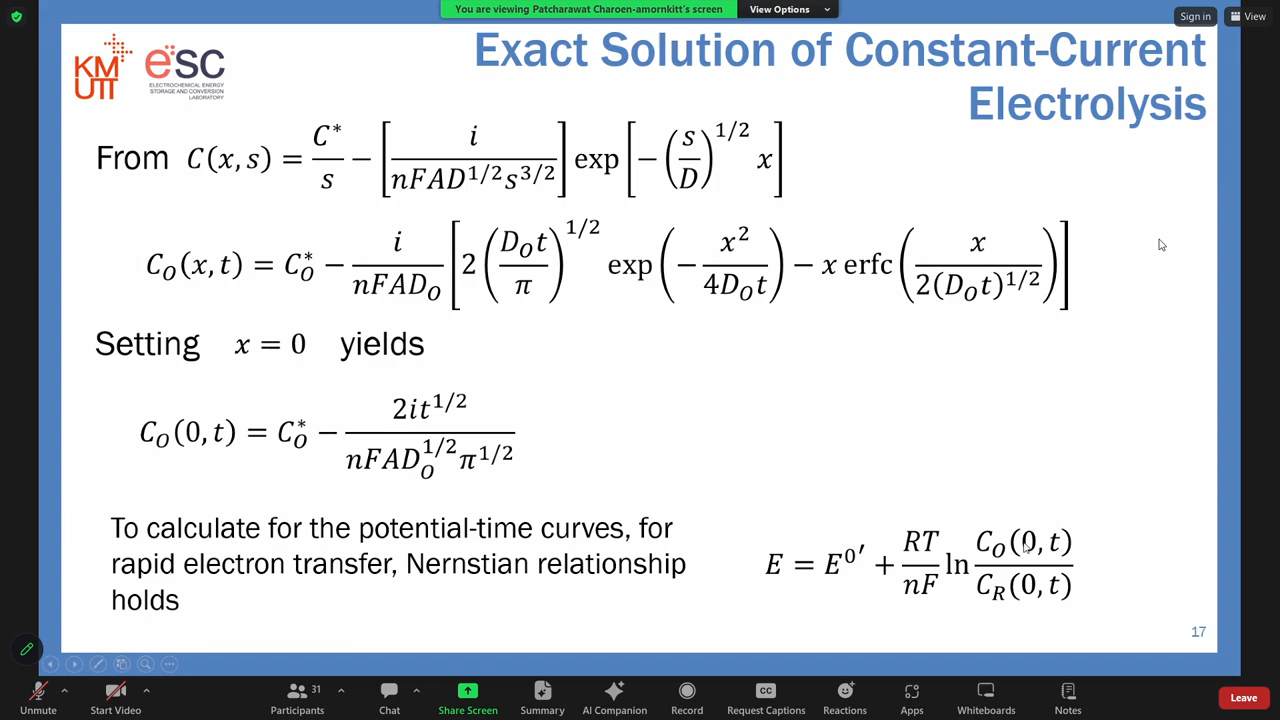 You are viewing Patcharawat Charoen-amornkitt's screen
View Options
Sign in
View
KM
UTT
esc
ELECTROCHEMICAL ENERGY
STORAGE AND CONVERSION
LABORATORY
Exact Solution of Constant-Current
Electrolysis
From C(x, s) = C*/s − [i / nFAD^{1/2}s^{3/2}] exp[−(s/D)^{1/2} x]
C_O(x, t) = C_O^* − i/nFAD_O [2(D_O t/π)^{1/2} exp(−x²/4D_O t) − x erfc(x/2(D_O t)^{1/2})]
Setting x = 0 yields
C_O(0, t) = C_O^* − 2it^{1/2} / nFAD_O^{1/2}π^{1/2}
To calculate for the potential-time curves, for
rapid electron transfer, Nernstian relationship
holds
E = E^{0′} + RT/nF ln C_O(0, t)/C_R(0, t)
17
Unmute
Start Video
31
Participants
Chat
Share Screen
Summary
AI Companion
Record
CC
Request Captions
Reactions
Apps
Whiteboards
Notes
Leave